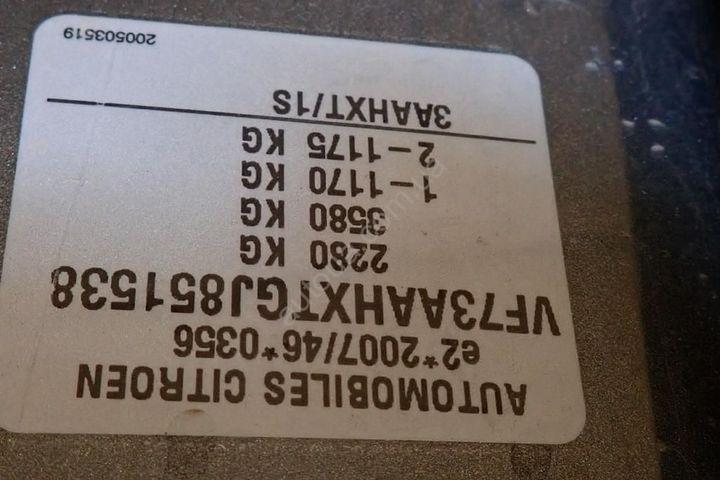 AUTOMOBILES CITROEN
e2*2007/46*0356
VF73AAHXTGJ851538
2280 KG
3580 KG
1-1170 KG
2-1175 KG
3AAHXT/1S
200503519